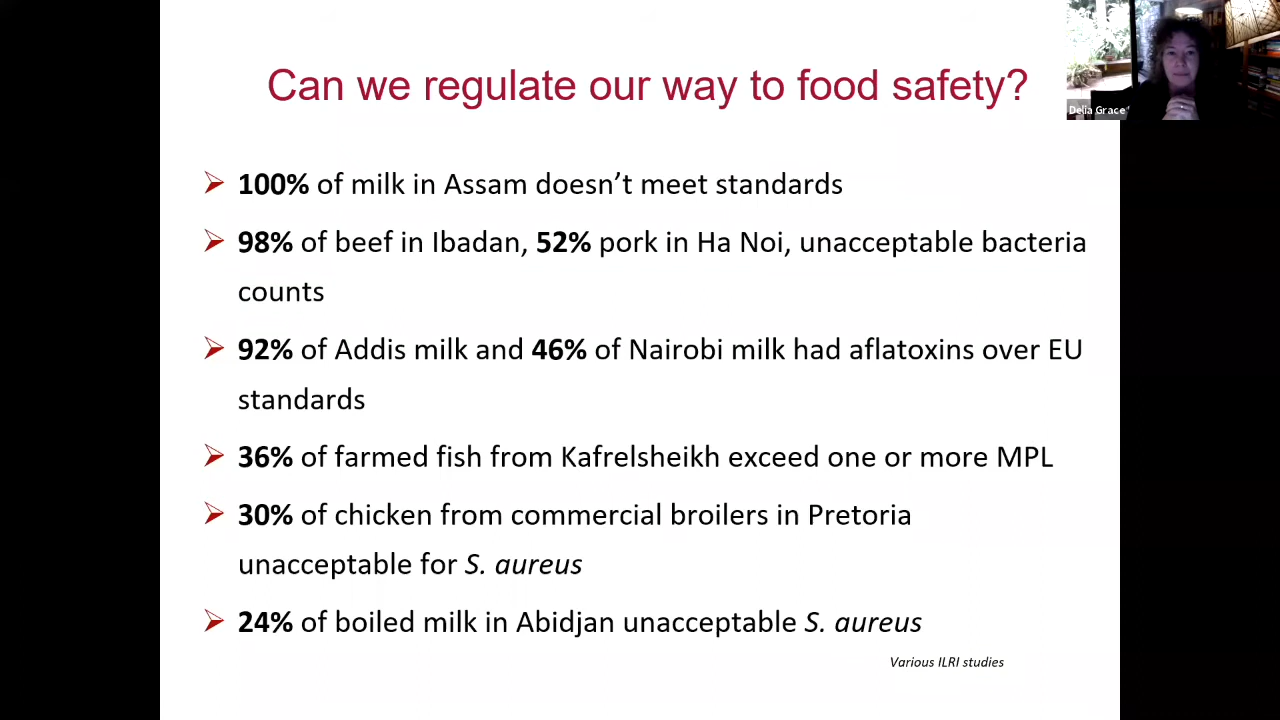 Can we regulate our way to food safety?
Delia Grace
➢ 100% of milk in Assam doesn’t meet standards
➢ 98% of beef in Ibadan, 52% pork in Ha Noi, unacceptable bacteria
counts
➢ 92% of Addis milk and 46% of Nairobi milk had aflatoxins over EU
standards
➢ 36% of farmed fish from Kafrelsheikh exceed one or more MPL
➢ 30% of chicken from commercial broilers in Pretoria
unacceptable for S. aureus
➢ 24% of boiled milk in Abidjan unacceptable S. aureus
Various ILRI studies